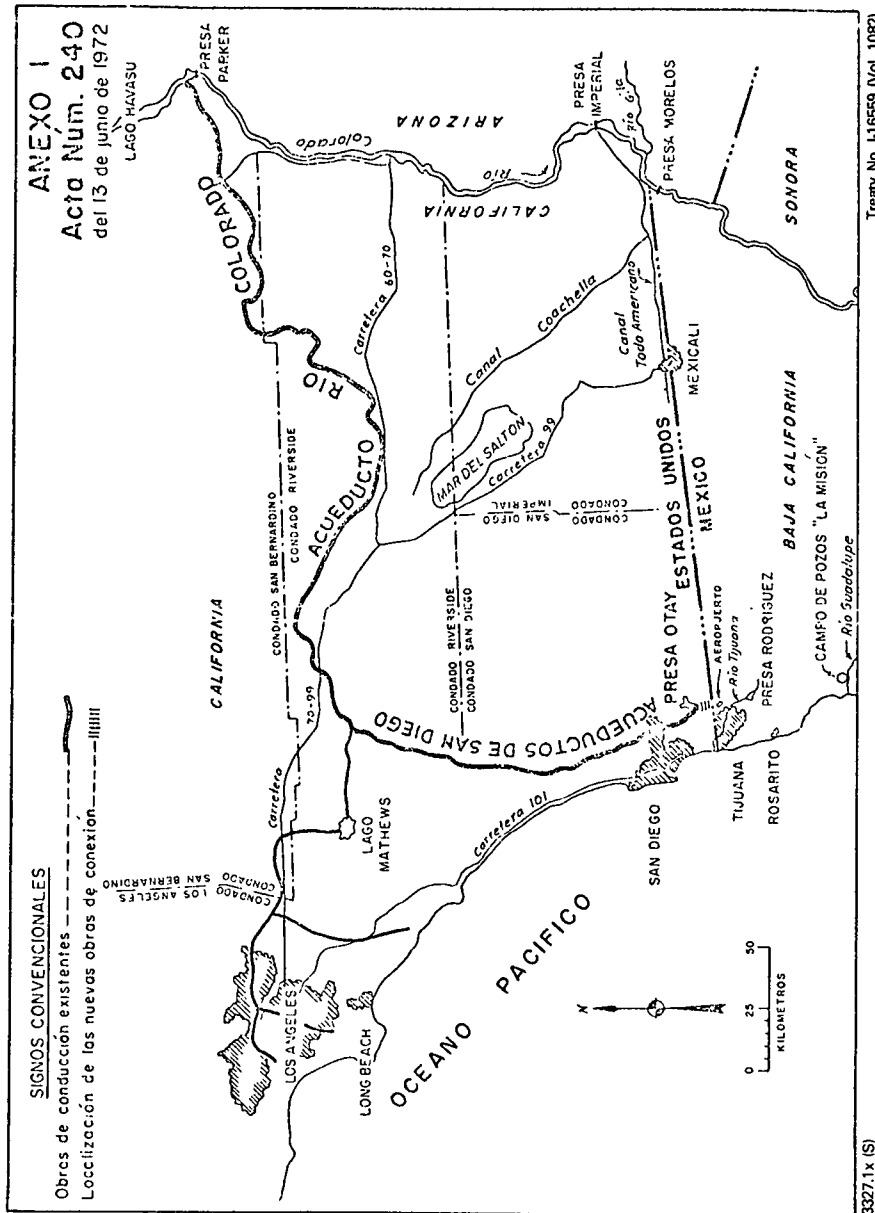 ANEXO I
Acta Núm. 240
del 13 de junio de 1972
SIGNOS CONVENCIONALES
Obras de conducción existentes
Localización de las nuevas obras de conexión
LAGO HAVASU
PRESA
PARKER
COLORADO
RIO
ACUEDUCTO
Rio
Colorado
ARIZONA
CALIFORNIA
CALIFORNIA
CONDADO SAN BERNARDINO
CONDADO RIVERSIDE
Carretera 60-70
Carretera
70-99
CONDADO LOS ANGELES
CONDADO SAN BERNARDINO
LOS ANGELES
LONG BEACH
LAGO
MATHEWS
ACUEDUCTOS DE SAN DIEGO
CONDADO RIVERSIDE
CONDADO SAN DIEGO
MAR DEL SALTON
Canal
Coachella
Carretera 99
CONDADO SAN DIEGO
CONDADO IMPERIAL
PRESA
IMPERIAL
PRESA MORELOS
Canal
Todo Americano
MEXICALI
ESTADOS UNIDOS
MEXICO
SONORA
BAJA CALIFORNIA
PRESA OTAY
AEROPUERTO
Rio Tijuana
PRESA RODRIGUEZ
CAMPO DE POZOS "LA MISIÓN"
Rio Guadalupe
Carretera 101
SAN DIEGO
TIJUANA
ROSARITO
OCEANO PACIFICO
0 25 50
KILOMETROS
3327.1x (S)
Treaty No. I-16559 (Vol. 1082)